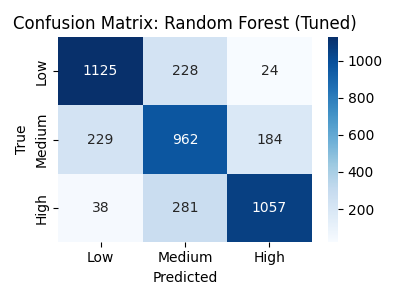 Confusion Matrix: Random Forest (Tuned)
Low 1125 228 24
Medium 229 962 184
High 38 281 1057
Low Medium High
Predicted
True
1000
800
600
400
200